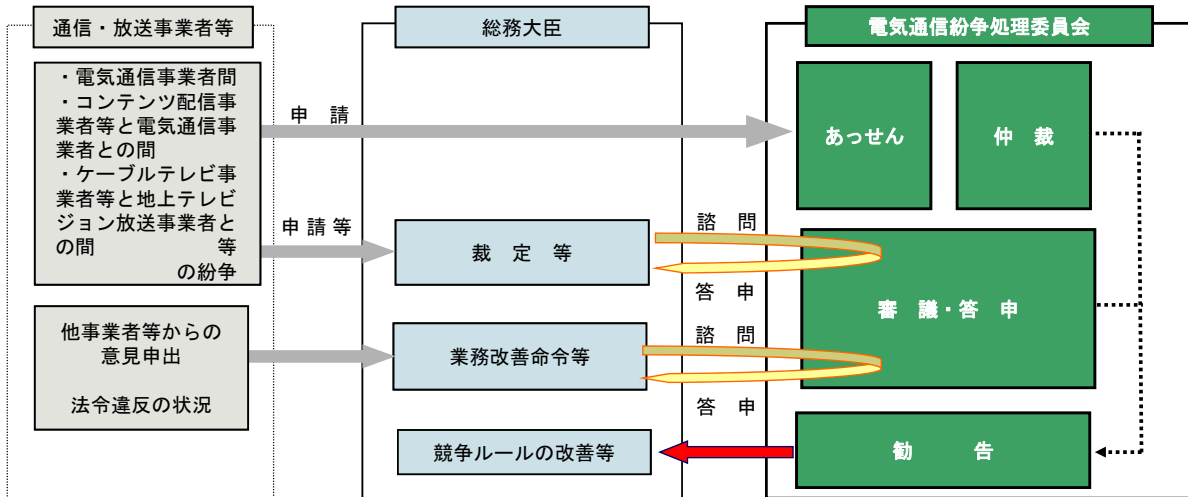 通信・放送事業者等
総務大臣
電気通信紛争処理委員会
・電気通信事業者間
・コンテンツ配信事
業者等と電気通信事
業者との間
・ケーブルテレビ事
業者等と地上テレビ
ジョン放送事業者と
の間 等
の紛争
申 請
あっせん
仲 裁
申請等
裁 定 等
諮 問
答 申
審 議・答 申
他事業者等からの
意見申出
法令違反の状況
業務改善命令等
諮 問
答 申
競争ルールの改善等
勧 告